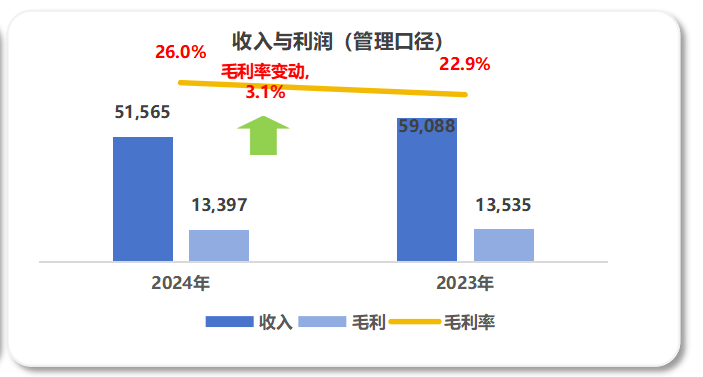 收入与利润（管理口径）
26.0%
毛利率变动,
3.1%
22.9%
51,565
13,397
59,088
13,535
2024年
2023年
收入 毛利 毛利率